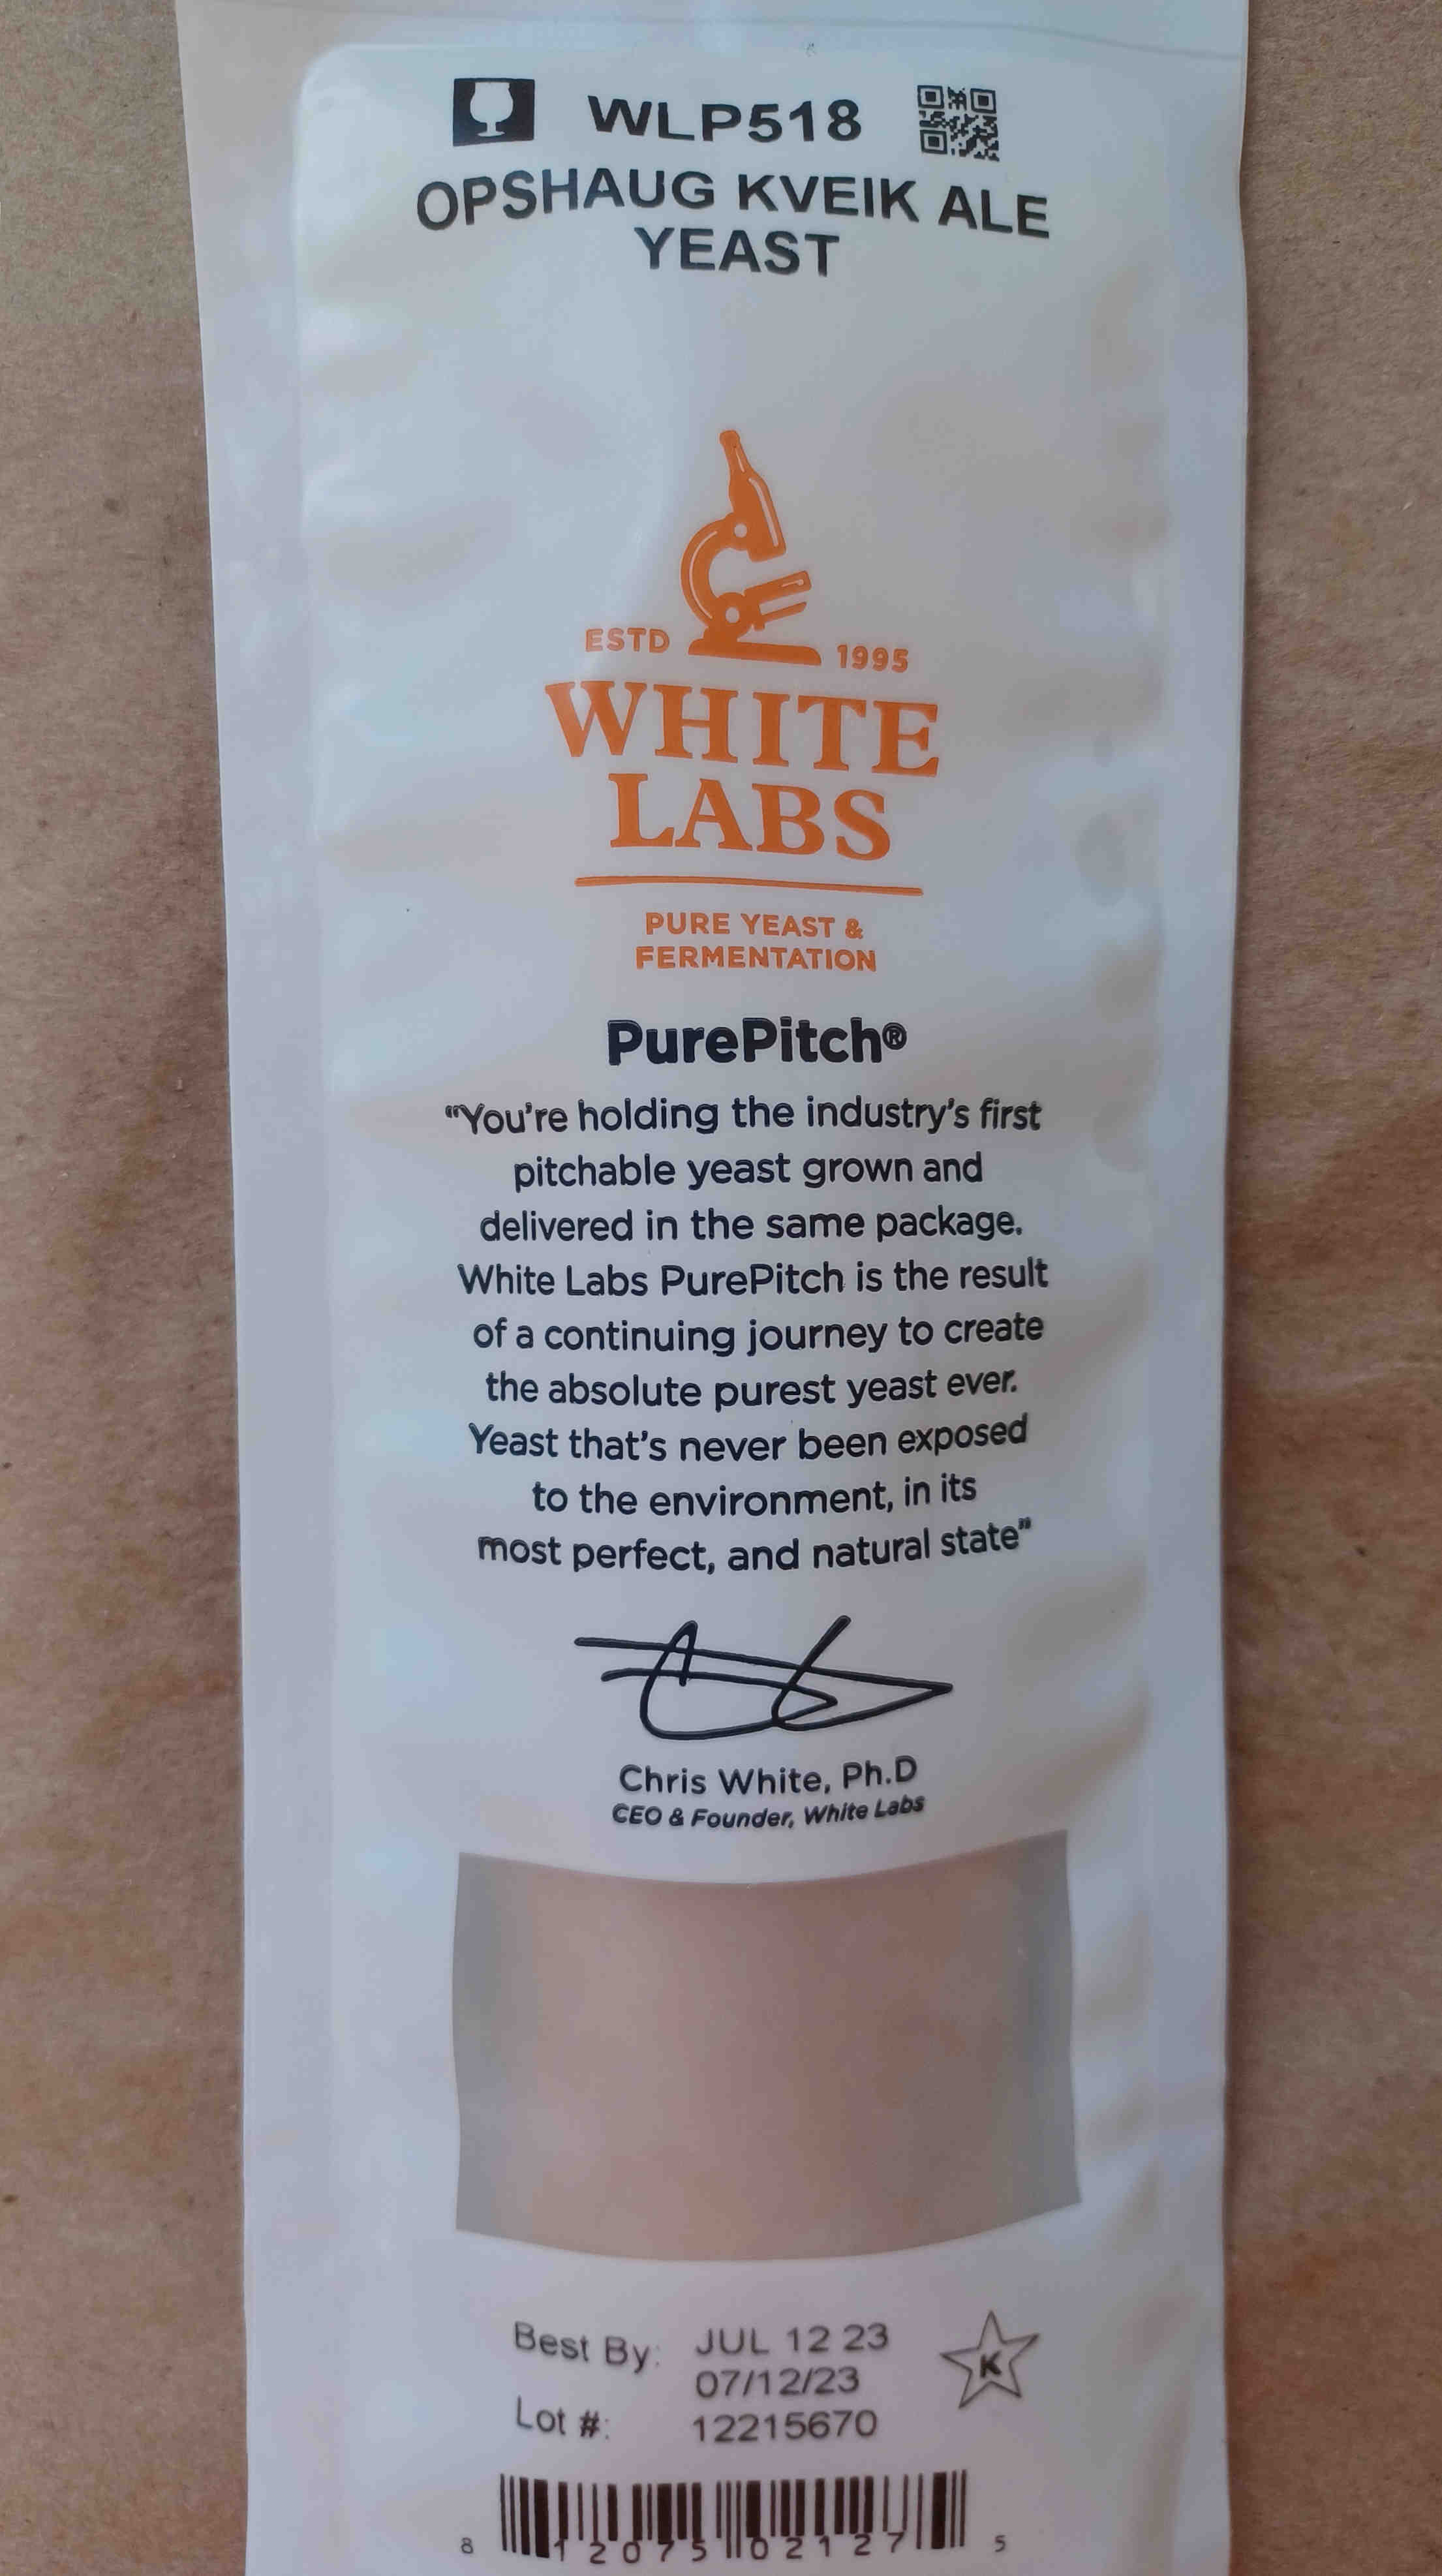 WLP518
OPSHAUG KVEIK ALE
YEAST
ESTD 1995
WHITE
LABS
PURE YEAST &
FERMENTATION
PurePitch®
“You’re holding the industry’s first
pitchable yeast grown and
delivered in the same package.
White Labs PurePitch is the result
of a continuing journey to create
the absolute purest yeast ever.
Yeast that’s never been exposed
to the environment, in its
most perfect, and natural state”
Chris White, Ph.D
CEO & Founder, White Labs
Best By: JUL 12 23
07/12/23
K
Lot #: 12215670
8 12075 02127 5